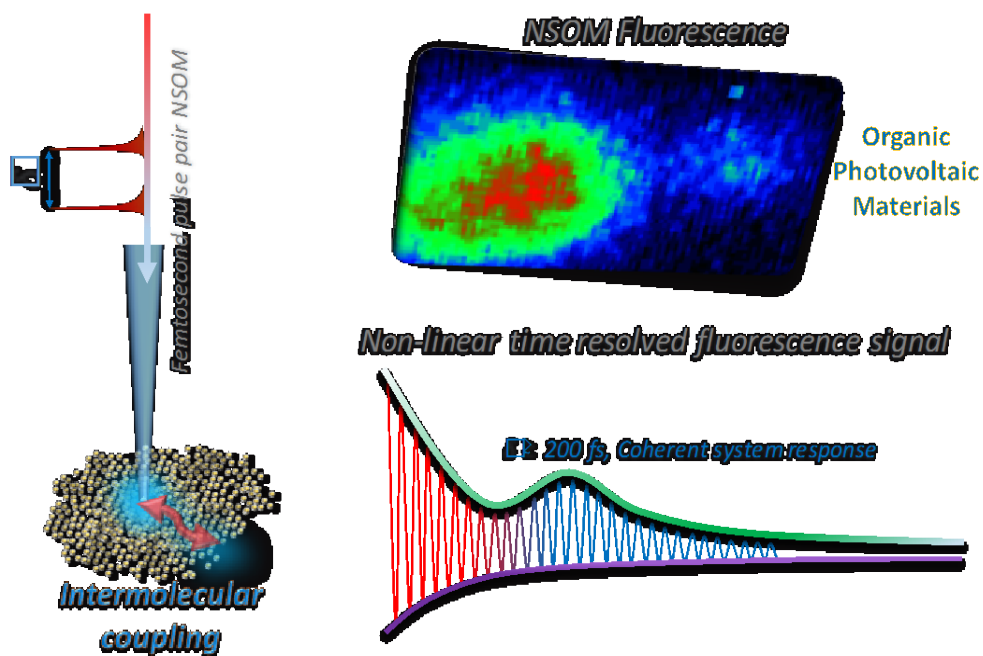 NSOM Fluorescence
Femtosecond pulse pair NSOM
Organic
Photovoltaic
Materials
Non-linear time resolved fluorescence signal
200 fs, Coherent system response
Intermolecular
coupling